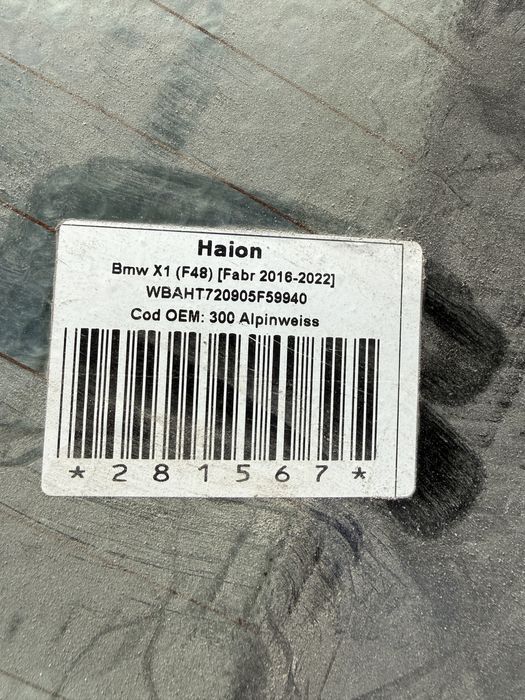 Haion
Bmw X1 (F48) [Fabr 2016-2022]
WBAHT720905F59940
Cod OEM: 300 Alpinweiss
*281567*